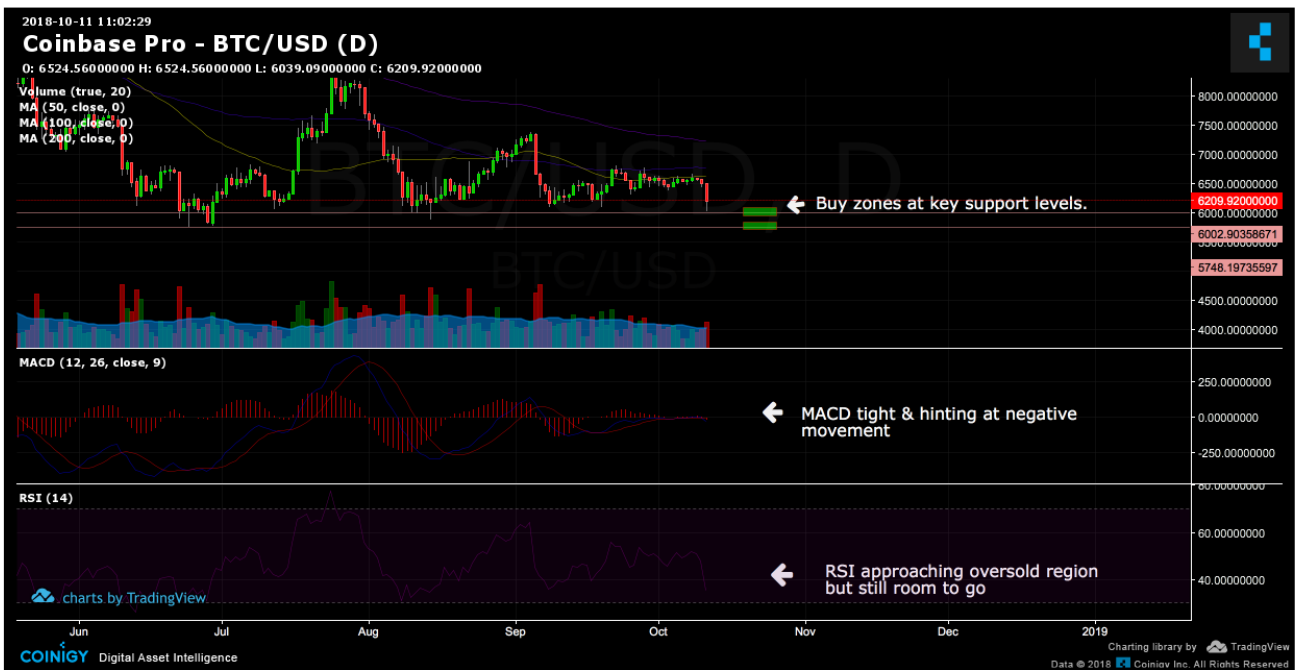 2018-10-11 11:02:29
Coinbase Pro - BTC/USD (D)
O: 6524.56000000 H: 6524.56000000 L: 6039.09000000 C: 6209.92000000
Volume (true, 20)
MA (50, close, 0)
MA (100, close, 0)
MA (200, close, 0)
BTC/USD D
BTC/USD
8000.00000000
7500.00000000
7000.00000000
6500.00000000
6209.92000000
6000.00000000
6002.90358671
5500.00000000
5748.19735597
4500.00000000
4000.00000000
Buy zones at key support levels.
MACD (12, 26, close, 9)
250.00000000
0.00000000
-250.00000000
MACD tight & hinting at negative
movement
RSI (14)
80.00000000
60.00000000
40.00000000
RSI approaching oversold region
but still room to go
charts by TradingView
Jun Jul Aug Sep Oct Nov Dec 2019
COINIGY Digital Asset Intelligence
Charting library by TradingView
Data © 2018 Coinigy Inc. All Rights Reserved